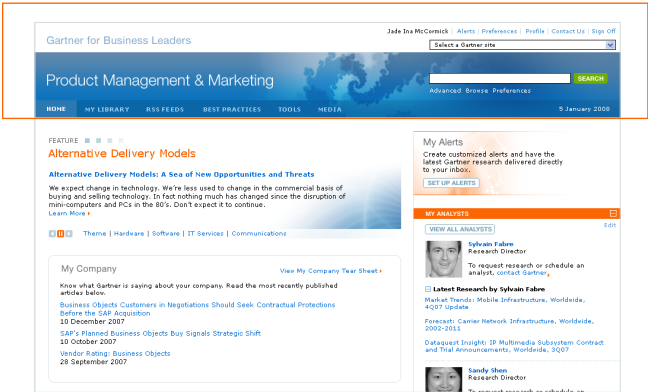 Jade Ina McCormick | Alerts | Preferences | Profile | Contact Us | Sign Off
Gartner for Business Leaders
Select a Gartner site
Product Management & Marketing
SEARCH
Advanced Browse Preferences
HOME MY LIBRARY RSS FEEDS BEST PRACTICES TOOLS MEDIA
5 January 2008
FEATURE
Alternative Delivery Models
Alternative Delivery Models: A Sea of New Opportunities and Threats
We expect change in technology. We're less used to change in the commercial basis of
buying and selling technology. In fact nothing much has changed since the disruption of
mini-computers and PCs in the 80's. Don't expect it to continue.
Learn More
Theme | Hardware | Software | IT Services | Communications
My Company
View My Company Tear Sheet
Know what Gartner is saying about your company. Read the most recently published
articles below.
Business Objects Customers in Negotiations Should Seek Contractual Protections
Before the SAP Acquisition
10 December 2007
SAP's Planned Business Objects Buy Signals Strategic Shift
10 October 2007
Vendor Rating: Business Objects
28 September 2007
My Alerts
Create customized alerts and have the
latest Gartner research delivered directly
to your inbox.
SET UP ALERTS
MY ANALYSTS
VIEW ALL ANALYSTS
Edit
Sylvain Fabre
Research Director
To request research or schedule an
analyst, contact Gartner
Latest Research by Sylvain Fabre
Market Trends: Mobile Infrastructure, Worldwide,
4Q07 Update
Forecast: Carrier Network Infrastructure, Worldwide,
2002-2011
Dataquest Insight: IP Multimedia Subsystem Contract
and Trial Announcements, Worldwide, 3Q07
Sandy Shen
Research Director
To request research or schedule an